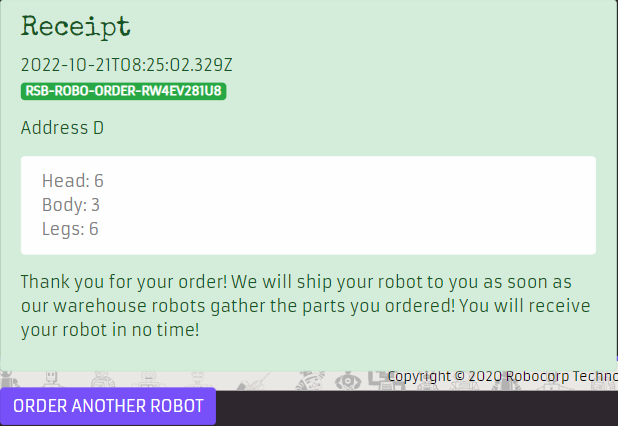 Receipt
2022-10-21T08:25:02.329Z
RSB-ROBO-ORDER-RW4EV281U8
Address D
Head: 6
Body: 3
Legs: 6
Thank you for your order! We will ship your robot to you as soon as
our warehouse robots gather the parts you ordered! You will receive
your robot in no time!
Copyright © 2020 Robocorp Techno
ORDER ANOTHER ROBOT